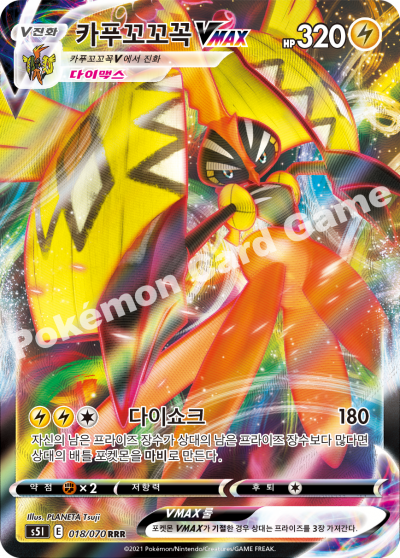 V진화 카푸꼬꼬꼭 VMAX HP 320
카푸꼬꼬꼭V에서 진화
다이맥스
Pokémon Card Game
다이쇼크 180
자신의 남은 프라이즈 장수가 상대의 남은 프라이즈 장수보다 많다면
상대의 배틀 포켓몬을 마비로 만든다.
약점 ×2 저항력 후퇴
Illus. PLANETA Tsuji
VMAX 룰
s5I E 018/070 RRR
포켓몬 VMAX가 기절한 경우 상대는 프라이즈를 3장 가져간다.
©2021 Pokémon/Nintendo/Creatures/GAME FREAK.